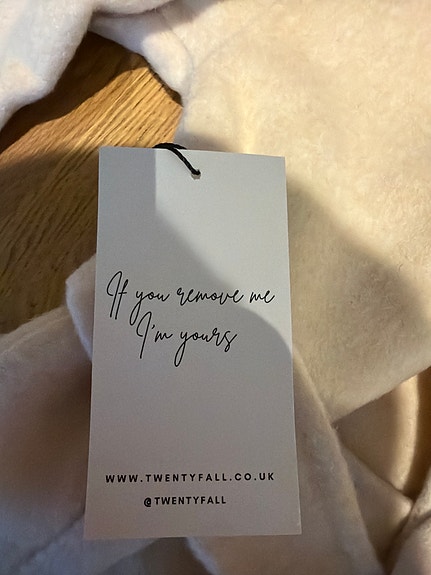 If you remove me
I'm yours
WWW.TWENTYFALL.CO.UK
@TWENTYFALL